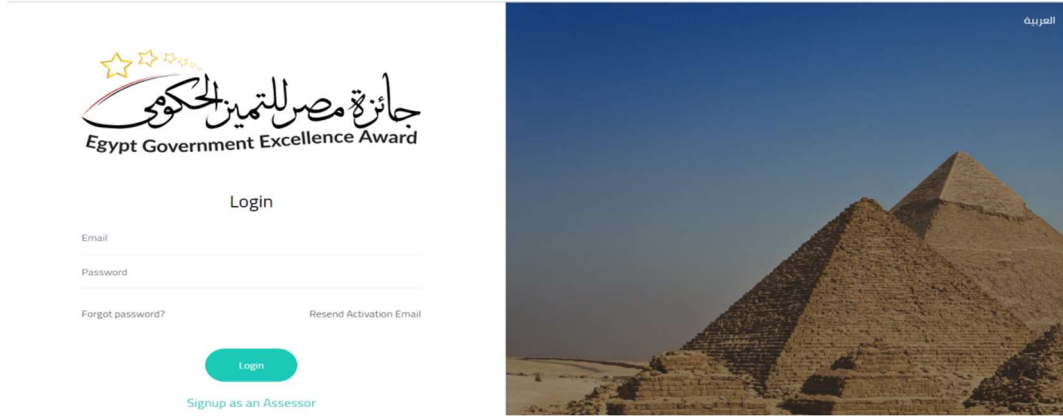 العربية
جائزة مصر للتميز الحكومى
Egypt Government Excellence Award
Login
Email
Password
Forgot password?
Resend Activation Email
Login
Signup as an Assessor